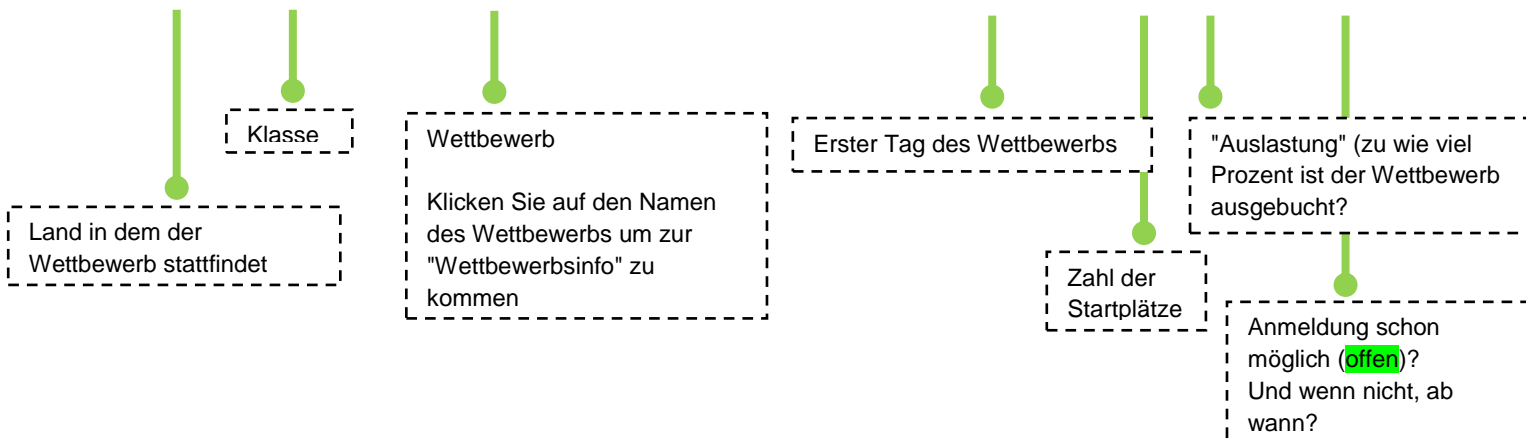 Land in dem der
Wettbewerb stattfindet
Klasse
Wettbewerb
Klicken Sie auf den Namen
des Wettbewerbs um zur
"Wettbewerbsinfo" zu
kommen
Erster Tag des Wettbewerbs
Zahl der
Startplätze
"Auslastung" (zu wie viel
Prozent ist der Wettbewerb
ausgebucht?
Anmeldung schon
möglich (offen)?
Und wenn nicht, ab
wann?